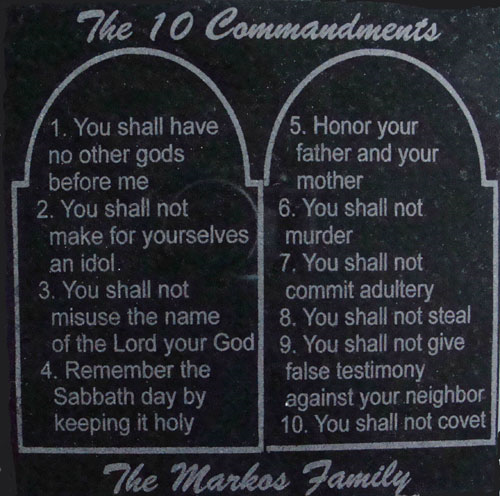 The 10 Commandments
1. You shall have
no other gods
before me
2. You shall not
make for yourselves
an idol
3. You shall not
misuse the name
of the Lord your God
4. Remember the
Sabbath day by
keeping it holy
5. Honor your
father and your
mother
6. You shall not
murder
7. You shall not
commit adultery
8. You shall not steal
9. You shall not give
false testimony
against your neighbor
10. You shall not covet
The Markos Family